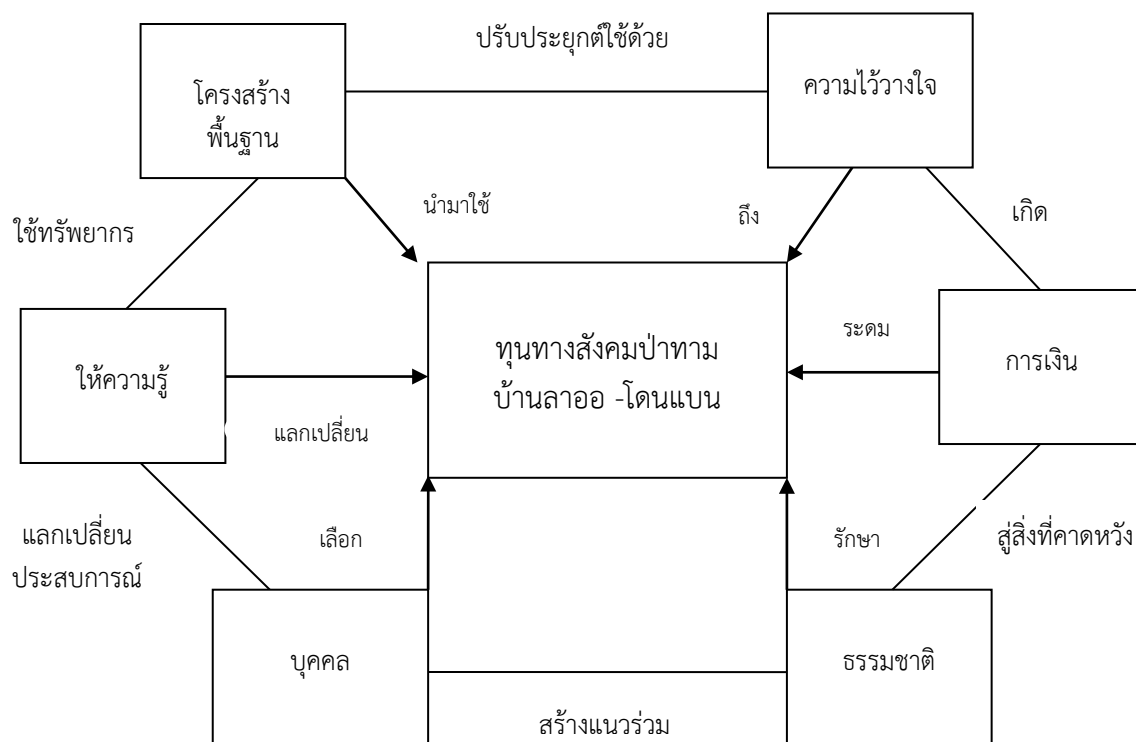 ปรับประยุกต์ใช้ด้วย
โครงสร้าง
พื้นฐาน
ความไว้วางใจ
นำมาใช้
ถึง
เกิด
ใช้ทรัพยากร
ทุนทางสังคมป่าทาม
บ้านลาออ -โดนแบน
ระดม
การเงิน
ให้ความรู้
แลกเปลี่ยน
แลกเปลี่ยน
ประสบการณ์
เลือก
รักษา
สู่สิ่งที่คาดหวัง
บุคคล
ธรรมชาติ
สร้างแนวร่วม